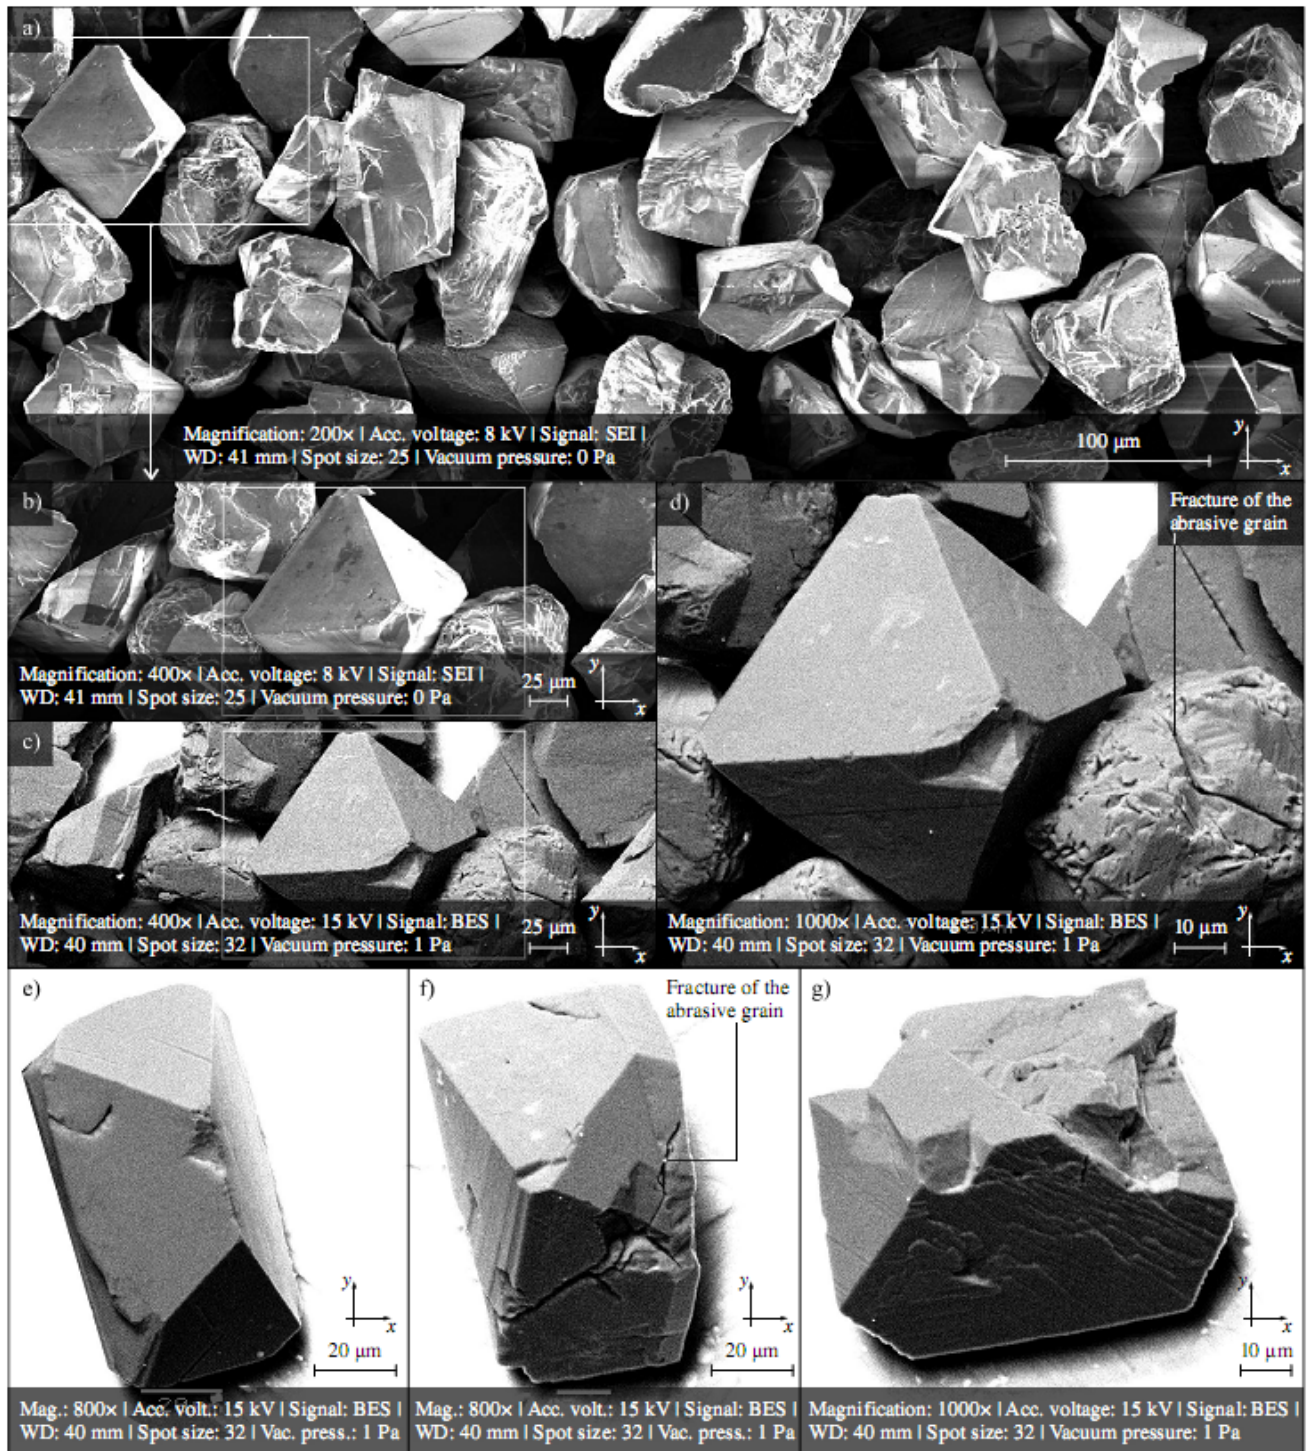 a)
Magnification: 200× | Acc. voltage: 8 kV | Signal: SEI |
WD: 41 mm | Spot size: 25 | Vacuum pressure: 0 Pa
100 μm
y
x
b)
Magnification: 400× | Acc. voltage: 8 kV | Signal: SEI |
WD: 41 mm | Spot size: 25 | Vacuum pressure: 0 Pa
25 μm
y
x
c)
Magnification: 400× | Acc. voltage: 15 kV | Signal: BES |
WD: 40 mm | Spot size: 32 | Vacuum pressure: 1 Pa
25 μm
y
x
d)
Fracture of the
abrasive grain
Magnification: 1000× | Acc. voltage: 15 kV | Signal: BES |
WD: 40 mm | Spot size: 32 | Vacuum pressure: 1 Pa
10 μm
y
x
e)
y
x
20 μm
Mag.: 800× | Acc. volt.: 15 kV | Signal: BES |
WD: 40 mm | Spot size: 32 | Vac. press.: 1 Pa
f)
Fracture of the
abrasive grain
y
x
20 μm
Mag.: 800× | Acc. volt.: 15 kV | Signal: BES |
WD: 40 mm | Spot size: 32 | Vac. press.: 1 Pa
g)
y
x
10 μm
Magnification: 1000× | Acc. voltage: 15 kV | Signal: BES |
WD: 40 mm | Spot size: 32 | Vacuum pressure: 1 Pa